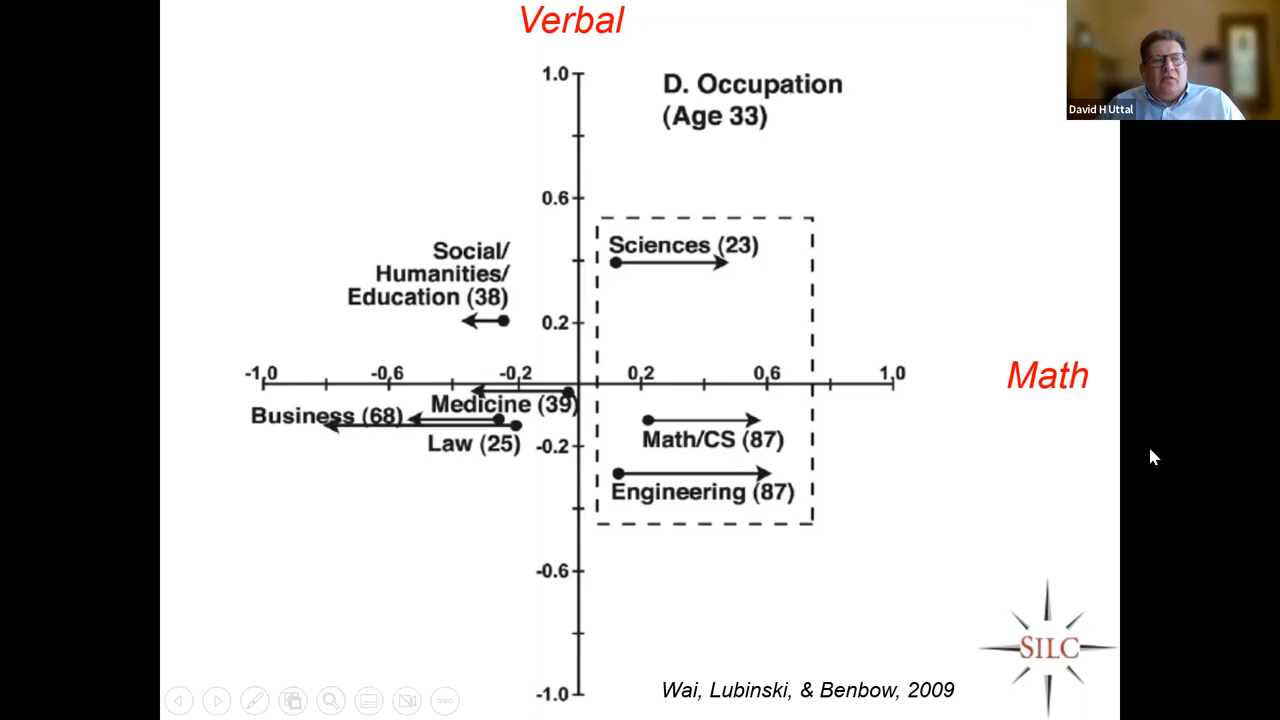 Verbal
David H Uttal
D. Occupation
(Age 33)
1.0
0.6
0.2
-0.2
-0.6
-1.0
Social/
Humanities/
Education (38)
Sciences (23)
-1.0 -0.6 -0.2 0.2 0.6 1.0
Math
Medicine (39)
Business (68)
Law (25)
Math/CS (87)
Engineering (87)
SILC
Wai, Lubinski, & Benbow, 2009